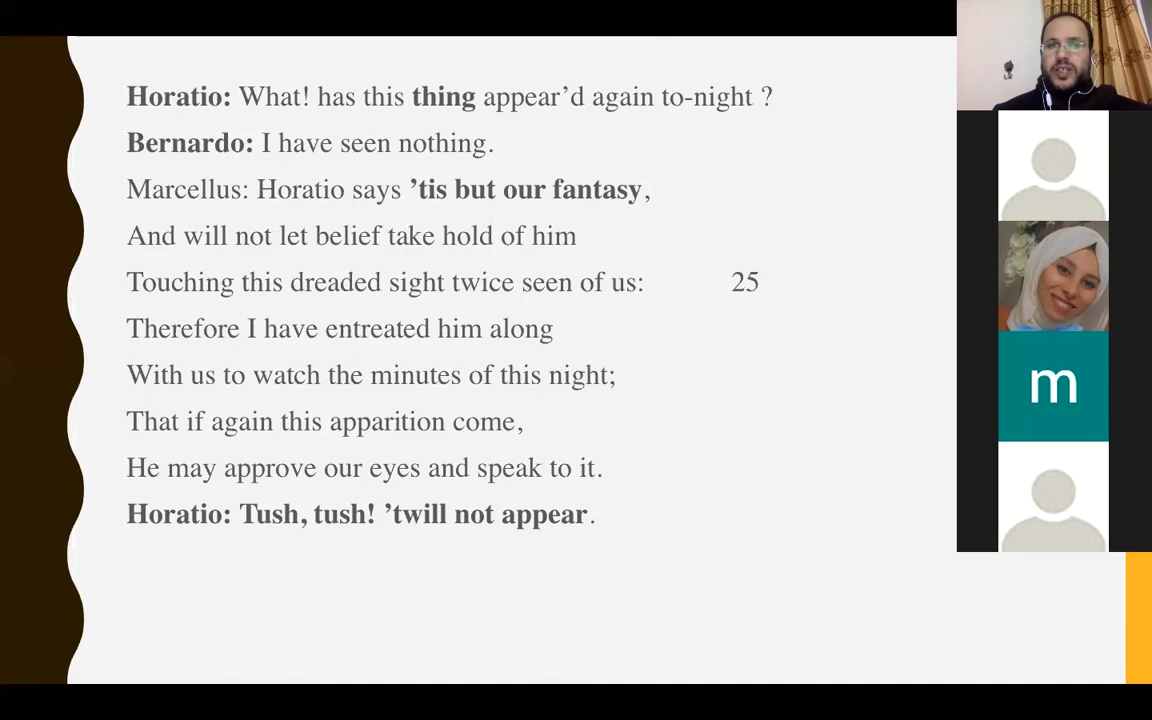 Horatio: What! has this thing appear’d again to-night ?
Bernardo: I have seen nothing.
Marcellus: Horatio says ’tis but our fantasy,
And will not let belief take hold of him
Touching this dreaded sight twice seen of us: 25
Therefore I have entreated him along
With us to watch the minutes of this night;
That if again this apparition come,
He may approve our eyes and speak to it.
Horatio: Tush, tush! ’twill not appear.
m